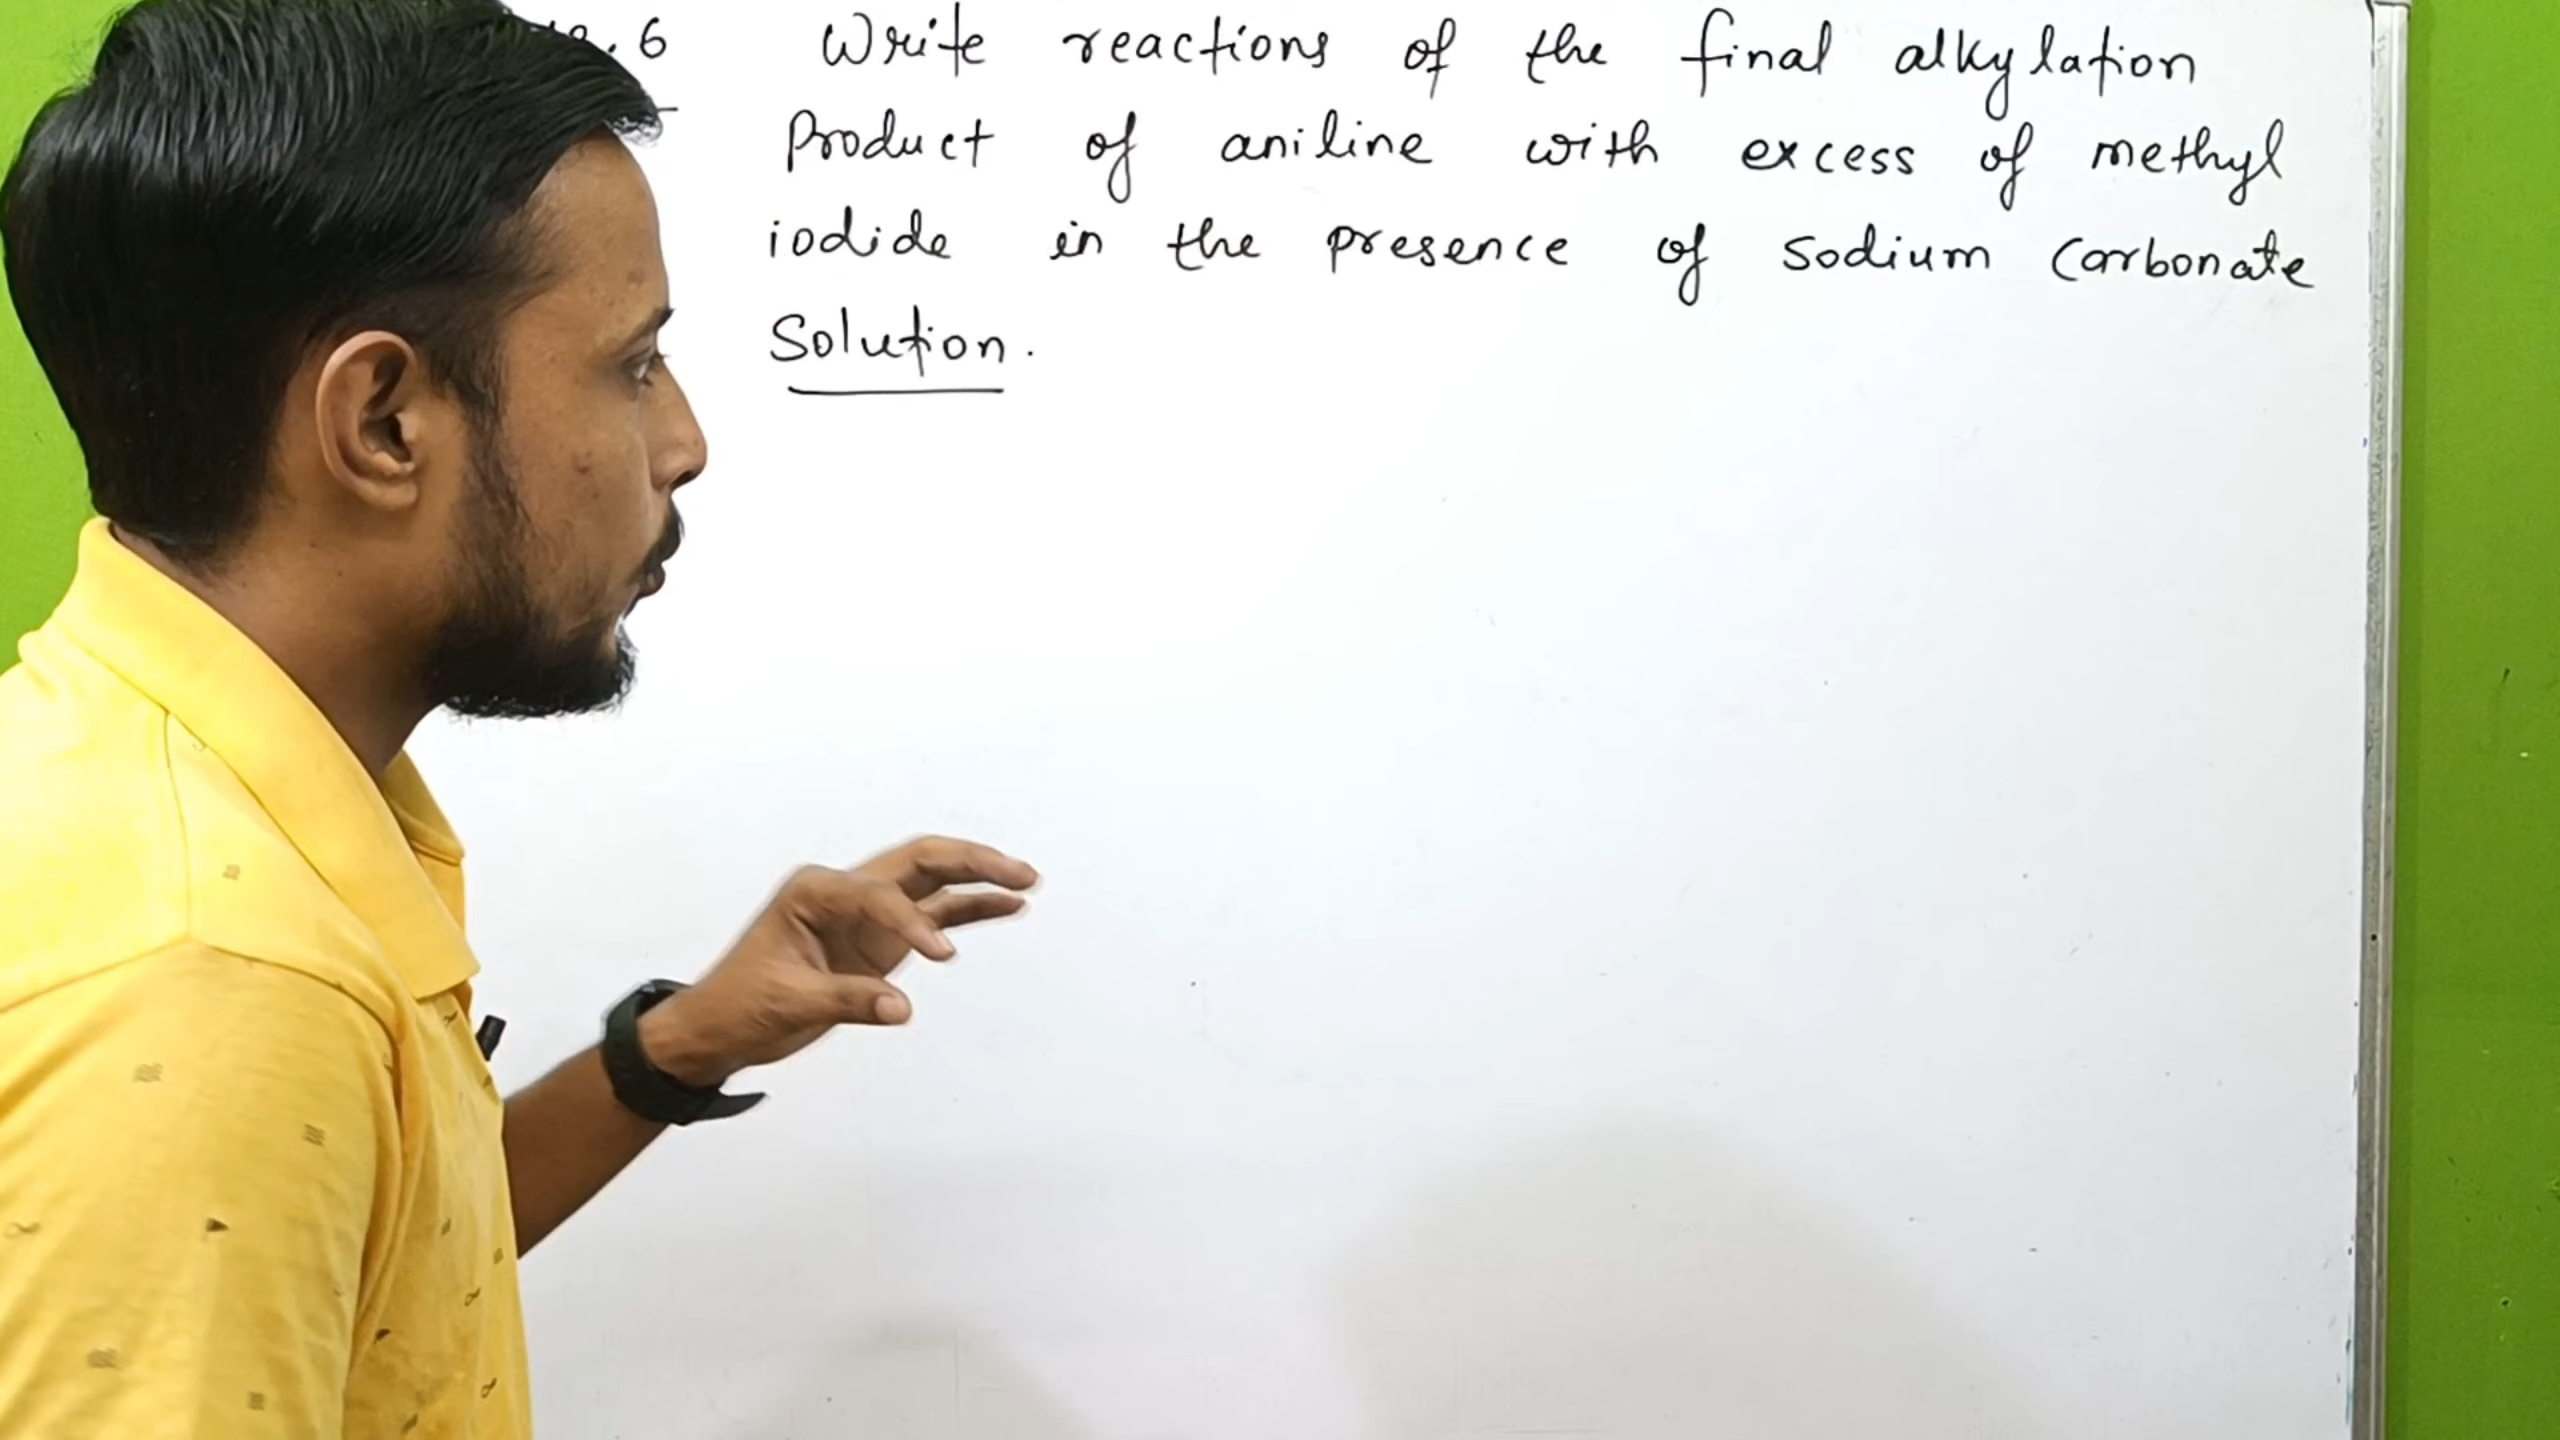 6 Write reactions of the final alkylation
Product of aniline with excess of methyl
iodide in the presence of sodium Carbonate
Solution.